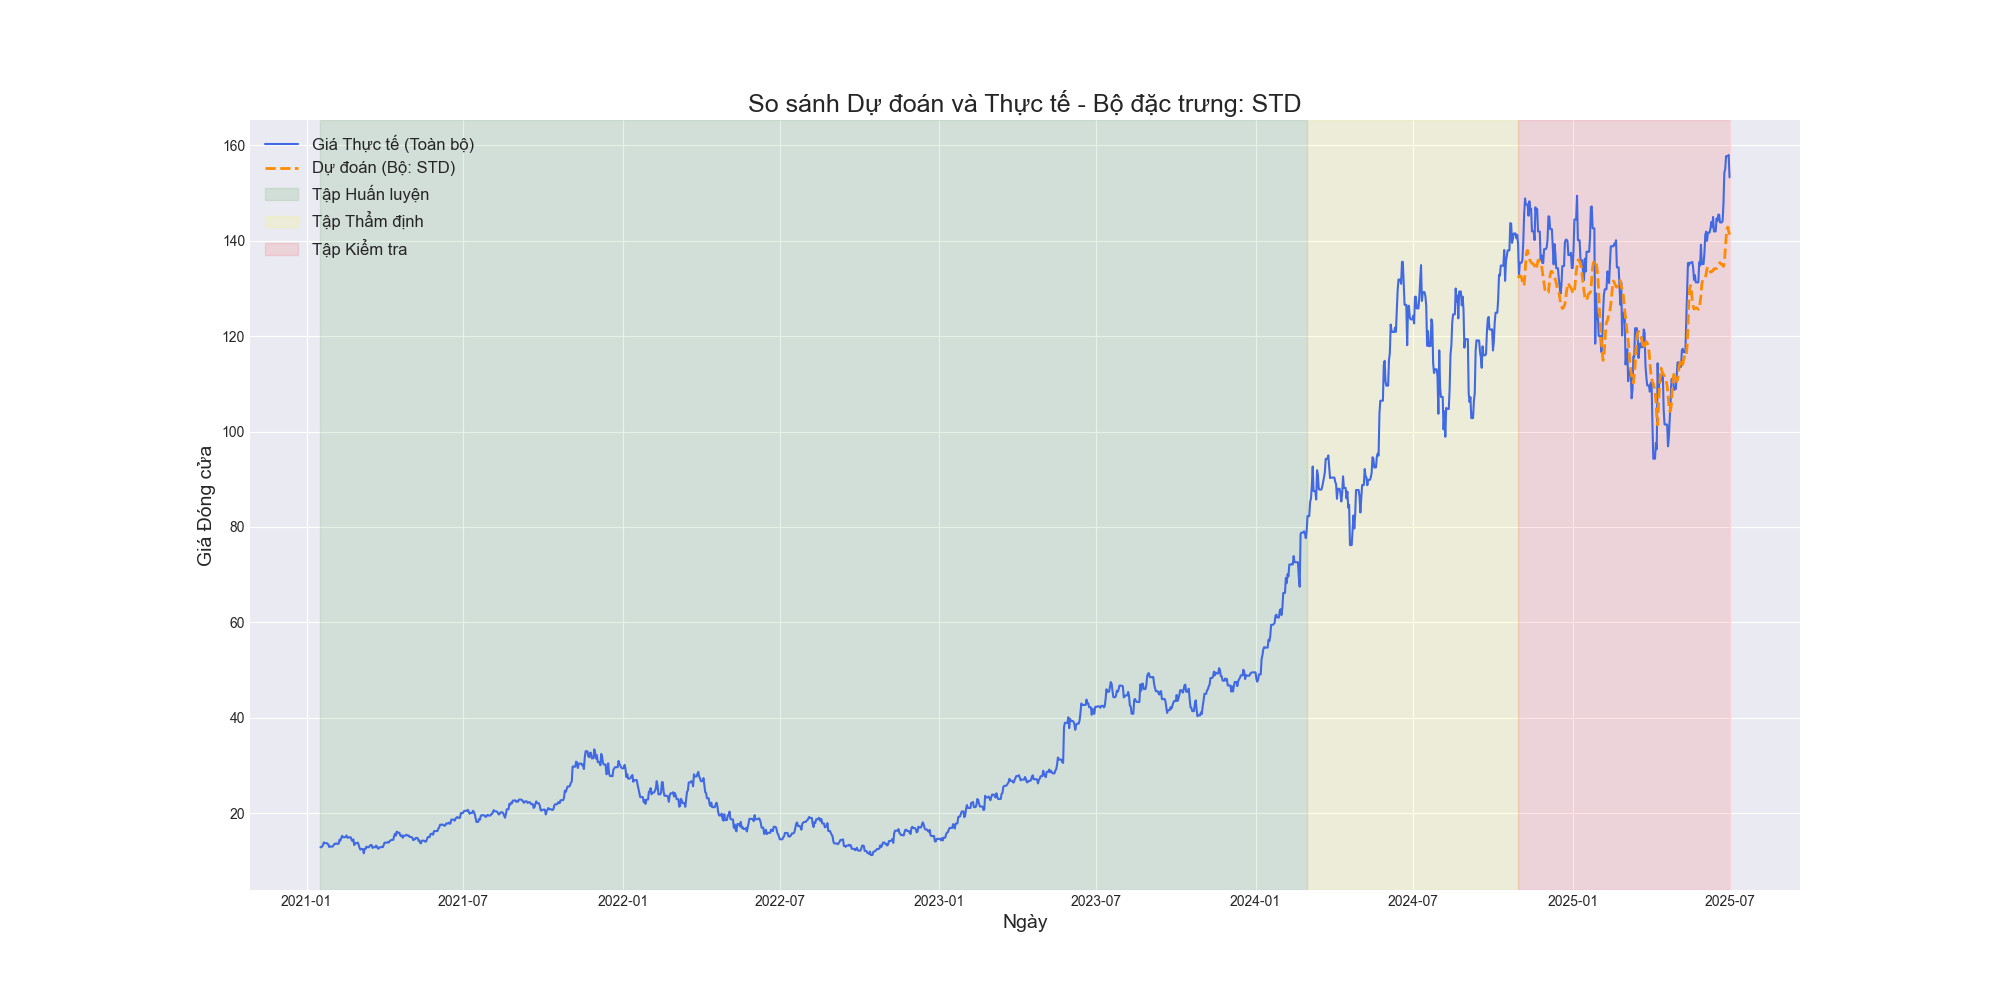 So sánh Dự đoán và Thực tế - Bộ đặc trưng: STD
Giá Thực tế (Toàn bộ)
Dự đoán (Bộ: STD)
Tập Huấn luyện
Tập Thẩm định
Tập Kiểm tra
Giá Đóng cửa
160
140
120
100
80
60
40
20
2021-01
2021-07
2022-01
2022-07
2023-01
2023-07
2024-01
2024-07
2025-01
2025-07
Ngày